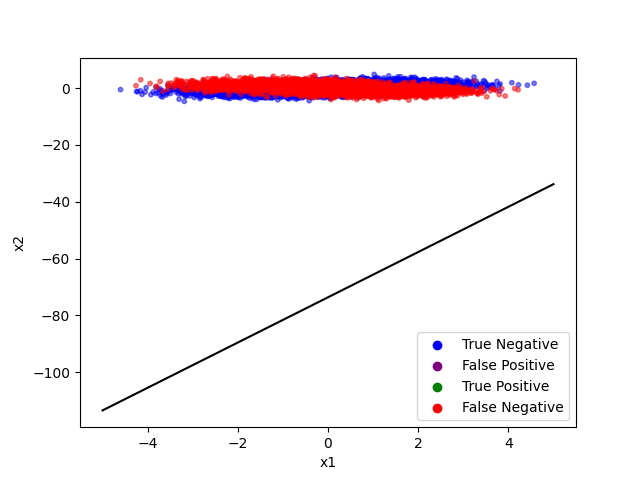 0
−20
−40
−60
−80
−100
x2
−4
−2
0
2
4
x1
True Negative
False Positive
True Positive
False Negative